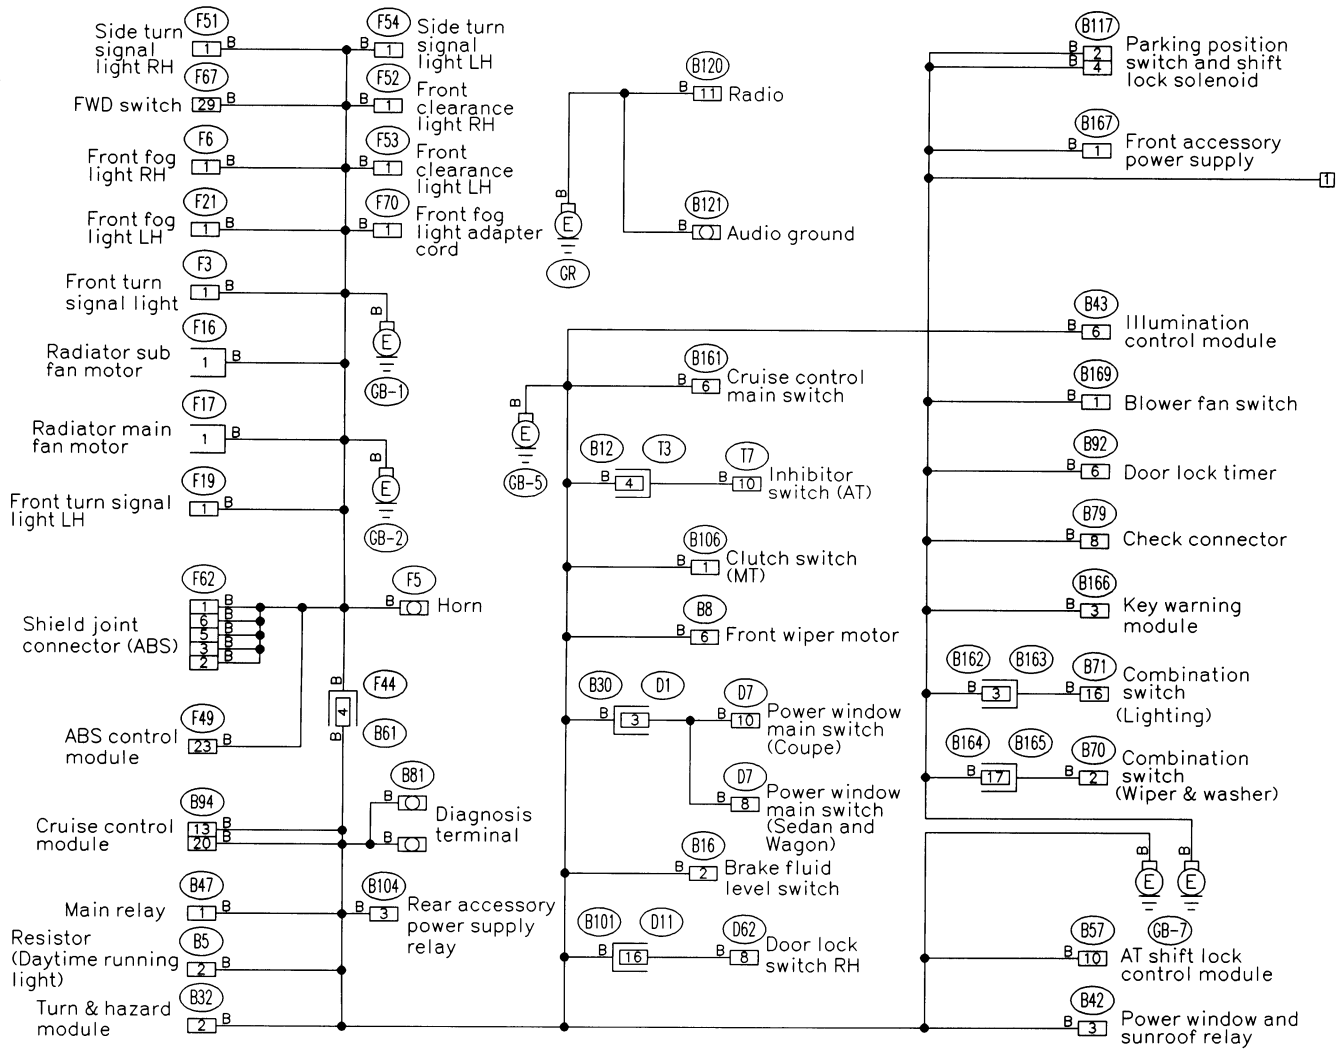 F51
Side turn
signal
light RH
1
B
F54
B
1
Side turn
signal
light LH
F67
FWD switch
29
B
F52
B
1
Front
clearance
light RH
F6
Front fog
light RH
1
B
F53
B
1
Front
clearance
light LH
F21
Front fog
light LH
1
B
F70
B
1
Front fog
light adapter
cord
F3
Front turn
signal light
1
B
B
E
GB-1
F16
Radiator sub
fan motor
1
B
F17
Radiator main
fan motor
1
B
B
E
GB-2
F19
Front turn signal
light LH
1
B
F62
Shield joint
connector (ABS)
1
B
6
B
5
B
3
B
2
B
F5
B
Horn
B
F44
4
B
B61
F49
ABS control
module
23
B
B81
B
B
Diagnosis
terminal
B94
Cruise control
module
13
B
20
B
B47
Main relay
1
B
B104
B
3
Rear accessory
power supply
relay
B5
Resistor
(Daytime running
light)
2
B
B32
Turn & hazard
module
2
B
B120
B
11
Radio
B121
B
Audio ground
B
E
GR
B
E
GB-5
B161
B
6
Cruise control
main switch
B12
T3
B
4
T7
B
10
Inhibitor
switch (AT)
B106
B
1
Clutch switch
(MT)
B8
B
6
Front wiper motor
B30
D1
B
3
D7
B
10
Power window
main switch
(Coupe)
D7
B
8
Power window
main switch
(Sedan and
Wagon)
B16
B
2
Brake fluid
level switch
B101
D11
B
16
D62
B
8
Door lock
switch RH
B117
B
2
B
4
Parking position
switch and shift
lock solenoid
B167
B
1
Front accessory
power supply
1
B43
B
6
Illumination
control module
B169
B
1
Blower fan switch
B92
B
6
Door lock timer
B79
B
8
Check connector
B166
B
3
Key warning
module
B162
B163
B
3
B71
B
16
Combination
switch
(Lighting)
B164
B165
B
17
B70
B
2
Combination
switch
(Wiper & washer)
B
E
B
E
GB-7
B57
B
10
AT shift lock
control module
B42
B
3
Power window and
sunroof relay